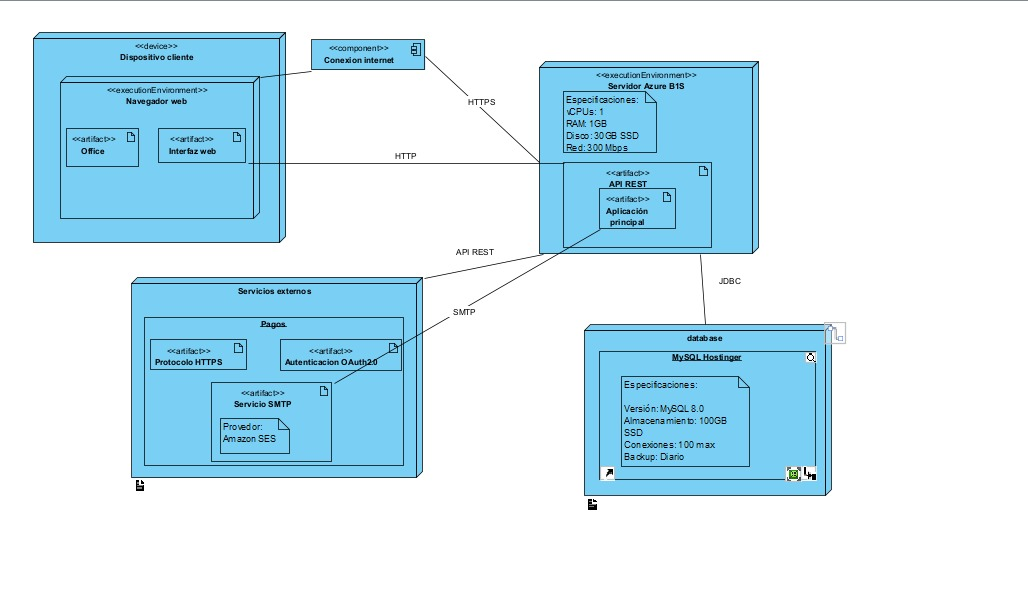 <<device>>
Dispositivo cliente
<<executionEnvironment>>
Navegador web
<<artifact>>
Office
<<artifact>>
Interfaz web
<<component>>
Conexion internet
HTTPS
HTTP
<<executionEnvironment>>
Servidor Azure B1S
Especificaciones:
vCPUs: 1
RAM: 1GB
Disco: 30GB SSD
Red: 300 Mbps
<<artifact>>
API REST
<<artifact>>
Aplicación
principal
API REST
SMTP
JDBC
Servicios externos
Pagos
<<artifact>>
Protocolo HTTPS
<<artifact>>
Autenticacion OAuth2.0
<<artifact>>
Servicio SMTP
Provedor:
Amazon SES
database
MySQL Hostinger
Especificaciones:
Versión: MySQL 8.0
Almacenamiento: 100GB
SSD
Conexiones: 100 max
Backup: Diario